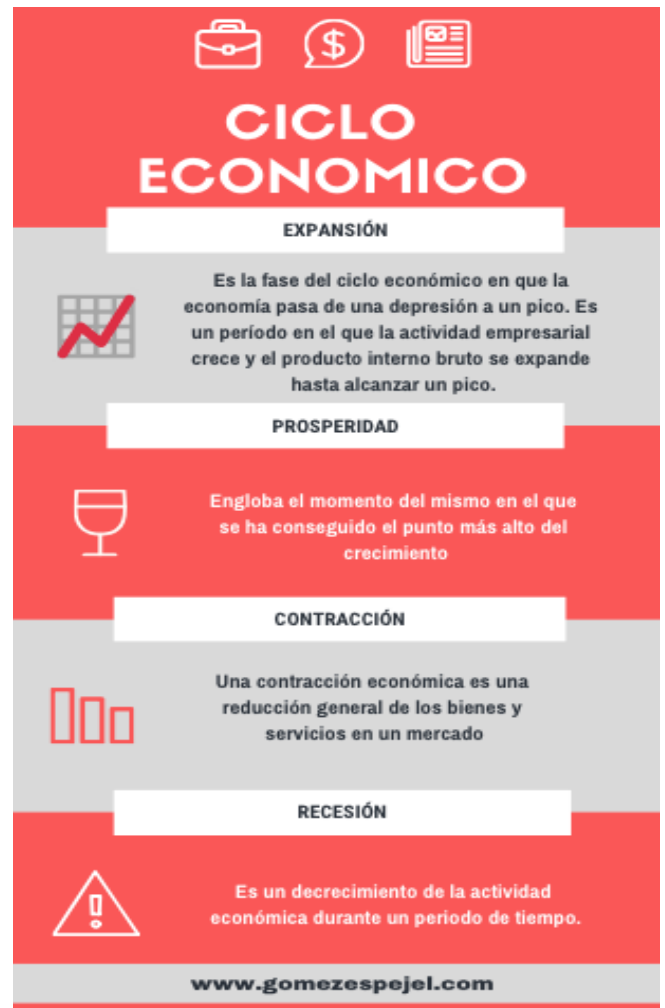 CICLO
ECONOMICO
EXPANSIÓN
Es la fase del ciclo económico en que la
economía pasa de una depresión a un pico. Es
un período en el que la actividad empresarial
crece y el producto interno bruto se expande
hasta alcanzar un pico.
PROSPERIDAD
Engloba el momento del mismo en el que
se ha conseguido el punto más alto del
crecimiento
CONTRACCIÓN
Una contracción económica es una
reducción general de los bienes y
servicios en un mercado
RECESIÓN
Es un decrecimiento de la actividad
económica durante un periodo de tiempo.
www.gomezespejel.com